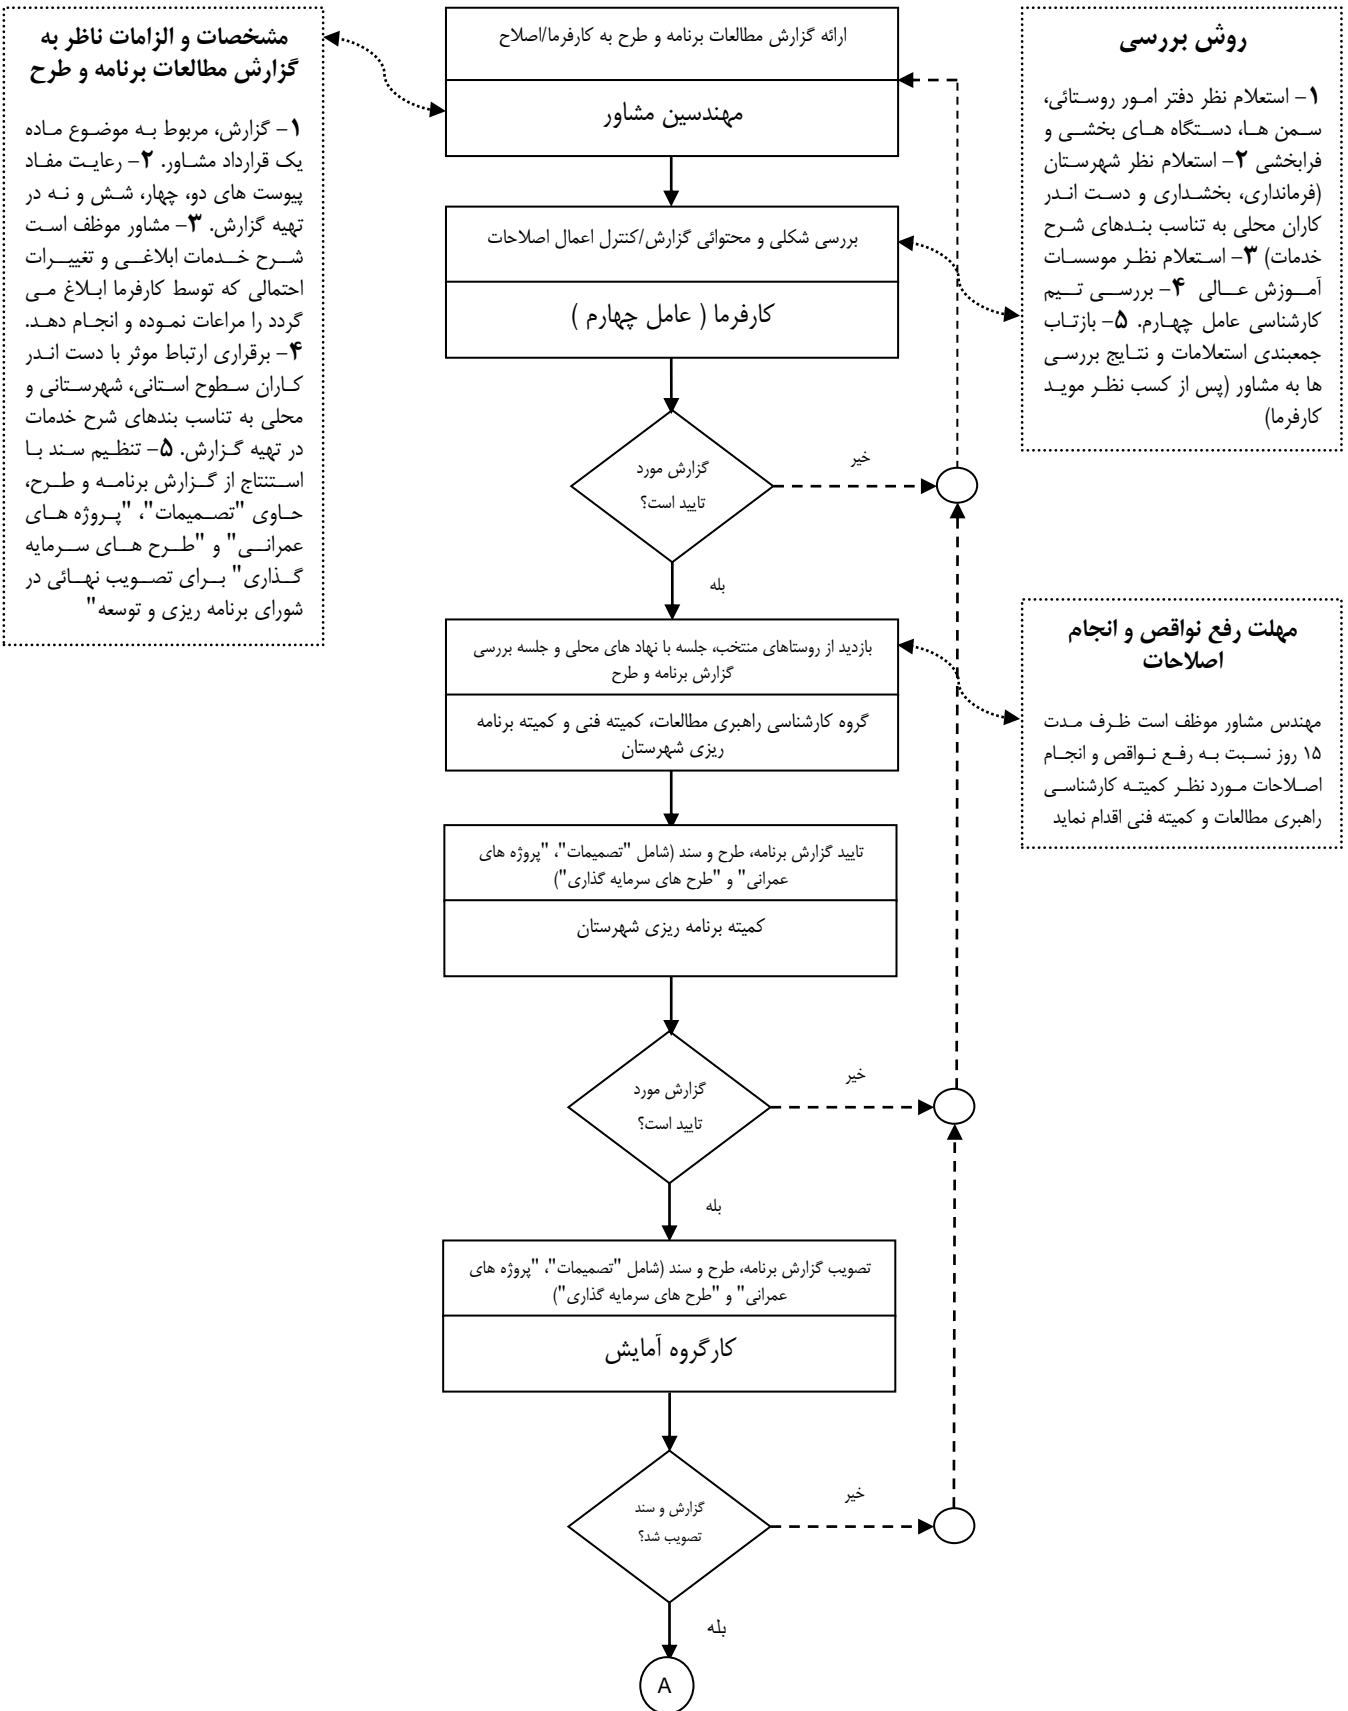 ارائه گزارش مطالعات برنامه و طرح به کارفرما/اصلاح
مهندسین مشاور
بررسی شکلی و محتوائی گزارش/کنترل اعمال اصلاحات
کارفرما ( عامل چهارم )
گزارش مورد
تایید است؟
خیر
بله
بازدید از روستاهای منتخب، جلسه با نهاد های محلی و جلسه بررسی
گزارش برنامه و طرح
گروه کارشناسی راهبری مطالعات، کمیته فنی و کمیته برنامه
ریزی شهرستان
تایید گزارش برنامه، طرح و سند (شامل "تصمیمات"، "پروژه های
عمرانی" و "طرح های سرمایه گذاری")
کمیته برنامه ریزی شهرستان
گزارش مورد
تایید است؟
خیر
بله
تصویب گزارش برنامه، طرح و سند (شامل "تصمیمات"، "پروژه های
عمرانی" و "طرح های سرمایه گذاری")
کارگروه آمایش
گزارش و سند
تصویب شد؟
خیر
بله
A
روش بررسی
۱- استعلام نظر دفتر امور روستائی،
سمن ها، دستگاه های بخشی و
فرابخشی ۲- استعلام نظر شهرستان
(فرمانداری، بخشداری و دست اندر
کاران محلی به تناسب بندهای شرح
خدمات) ۳- استعلام نظر موسسات
آموزش عالی ۴- بررسی تیم
کارشناسی عامل چهارم. ۵- بازتاب
جمعبندی استعلامات و نتایج بررسی
ها به مشاور (پس از کسب نظر موید
کارفرما)
مهلت رفع نواقص و انجام
اصلاحات
مهندس مشاور موظف است ظرف مدت
۱۵ روز نسبت به رفع نواقص و انجام
اصلاحات مورد نظر کمیته کارشناسی
راهبری مطالعات و کمیته فنی اقدام نماید
مشخصات و الزامات ناظر به
گزارش مطالعات برنامه و طرح
۱- گزارش، مربوط به موضوع ماده
یک قرارداد مشاور. ۲- رعایت مفاد
پیوست های دو، چهار، شش و نه در
تهیه گزارش. ۳- مشاور موظف است
شرح خدمات ابلاغی و تغییرات
احتمالی که توسط کارفرما ابلاغ می
گردد را مراعات نموده و انجام دهد.
۴- برقراری ارتباط موثر با دست اندر
کاران سطوح استانی، شهرستانی و
محلی به تناسب بندهای شرح خدمات
در تهیه گزارش. ۵- تنظیم سند با
استنتاج از گزارش برنامه و طرح،
حاوی "تصمیمات"، "پروژه های
عمرانی" و "طرح های سرمایه
گذاری" برای تصویب نهائی در
شورای برنامه ریزی و توسعه"